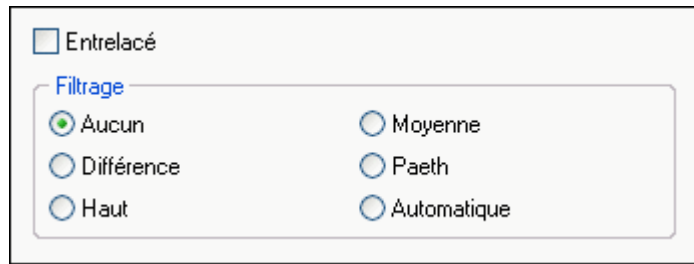 Entrelacé
Filtrage
Aucun
Moyenne
Différence
Paeth
Haut
Automatique